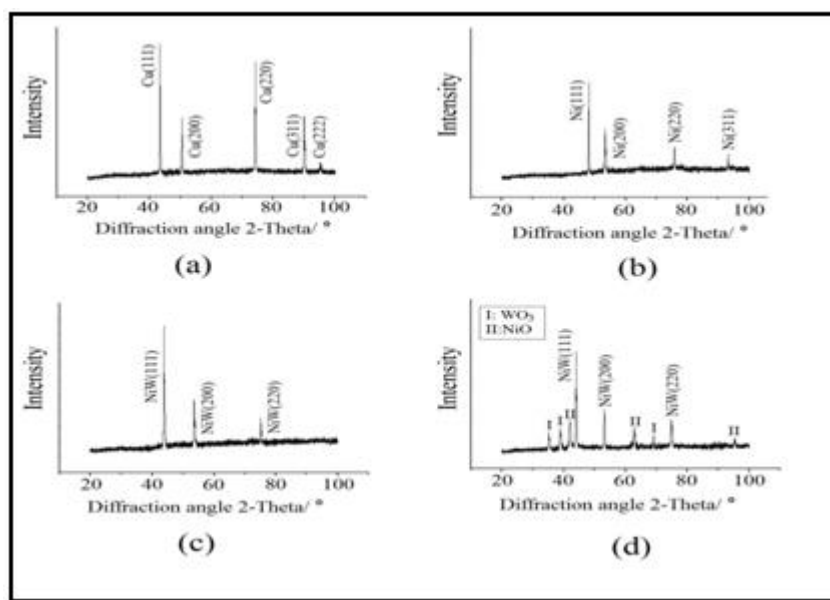 Intensity
Cu(111)
Cu(200)
Cu(220)
Cu(311)
Cu(222)
20 40 60 80 100
Diffraction angle 2-Theta/ °
(a)
Intensity
Ni(111)
Ni(200)
Ni(220)
Ni(311)
20 40 60 80 100
Diffraction angle 2-Theta/ °
(b)
Intensity
NiW(111)
NiW(200)
NiW(220)
20 40 60 80 100
Diffraction angle 2-Theta/ °
(c)
I: WO3
II:NiO
Intensity
I
I
II
NiW(111)
NiW(200)
II
I
NiW(220)
II
20 40 60 80 100
Diffraction angle 2-Theta/ °
(d)